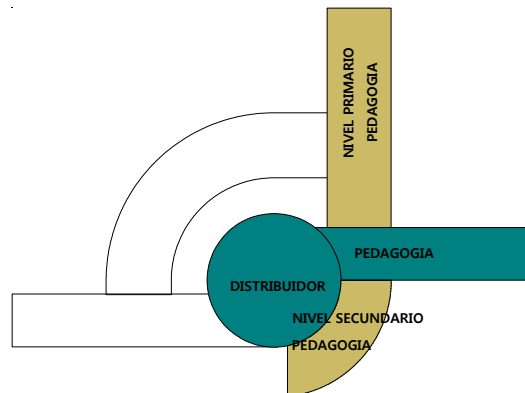 NIVEL PRIMARIO
PEDAGOGIA
PEDAGOGIA
DISTRIBUIDOR
NIVEL SECUNDARIO
PEDAGOGIA